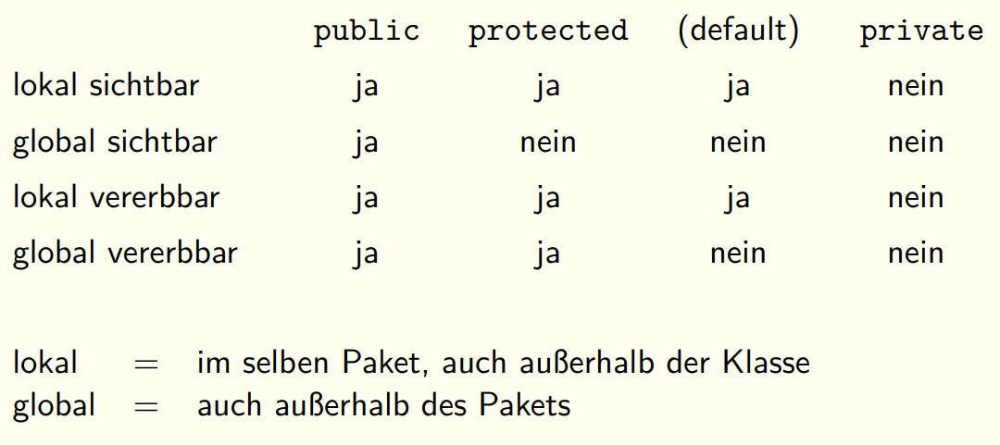 public protected (default) private
lokal sichtbar ja ja ja nein
global sichtbar ja nein nein nein
lokal vererbbar ja ja ja nein
global vererbbar ja ja nein nein
lokal = im selben Paket, auch außerhalb der Klasse
global = auch außerhalb des Pakets